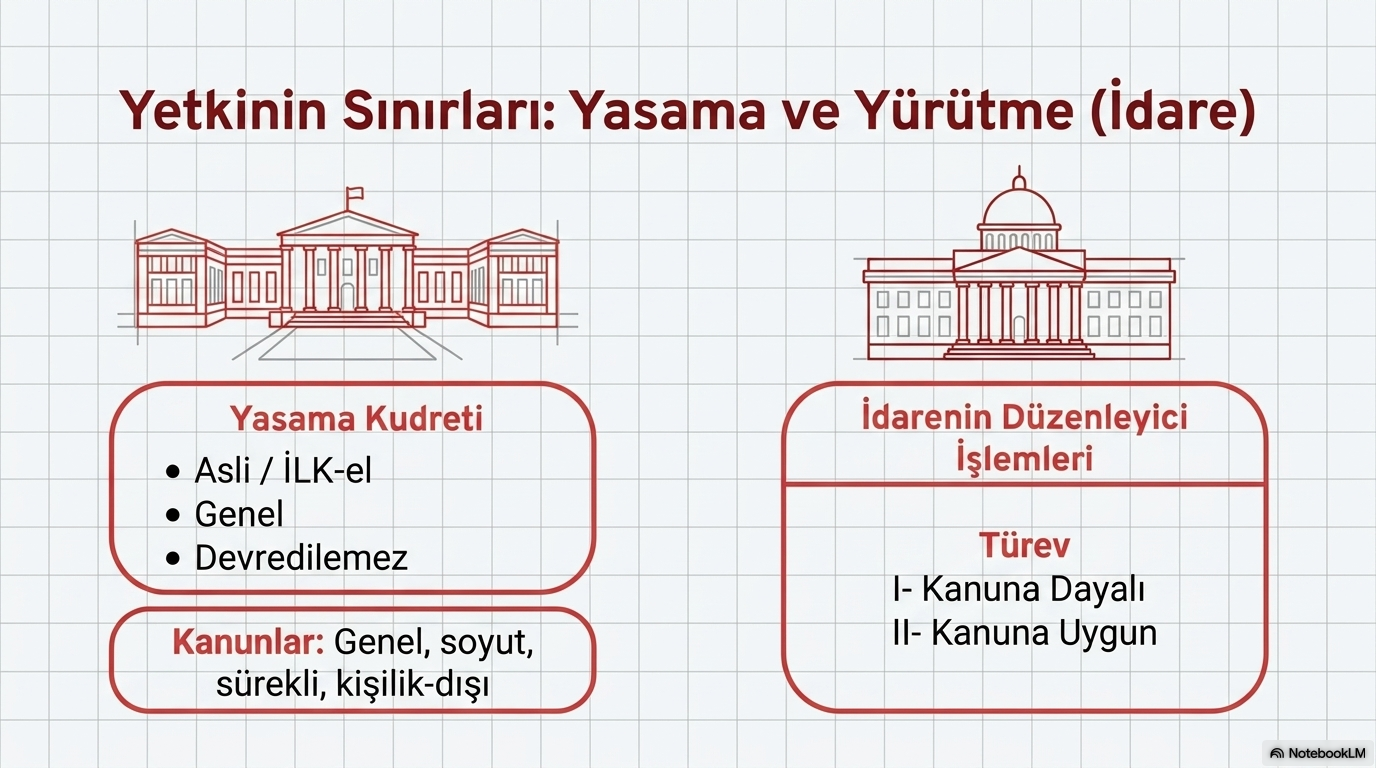 Yetkinin Sınırları: Yasama ve Yürütme (İdare)
Yasama Kudreti
• Asli / İLK-el
• Genel
• Devredilemez
Kanunlar: Genel, soyut,
sürekli, kişilik-dışı
İdarenin Düzenleyici
İşlemleri
Türev
I- Kanuna Dayalı
II- Kanuna Uygun
NotebookLM